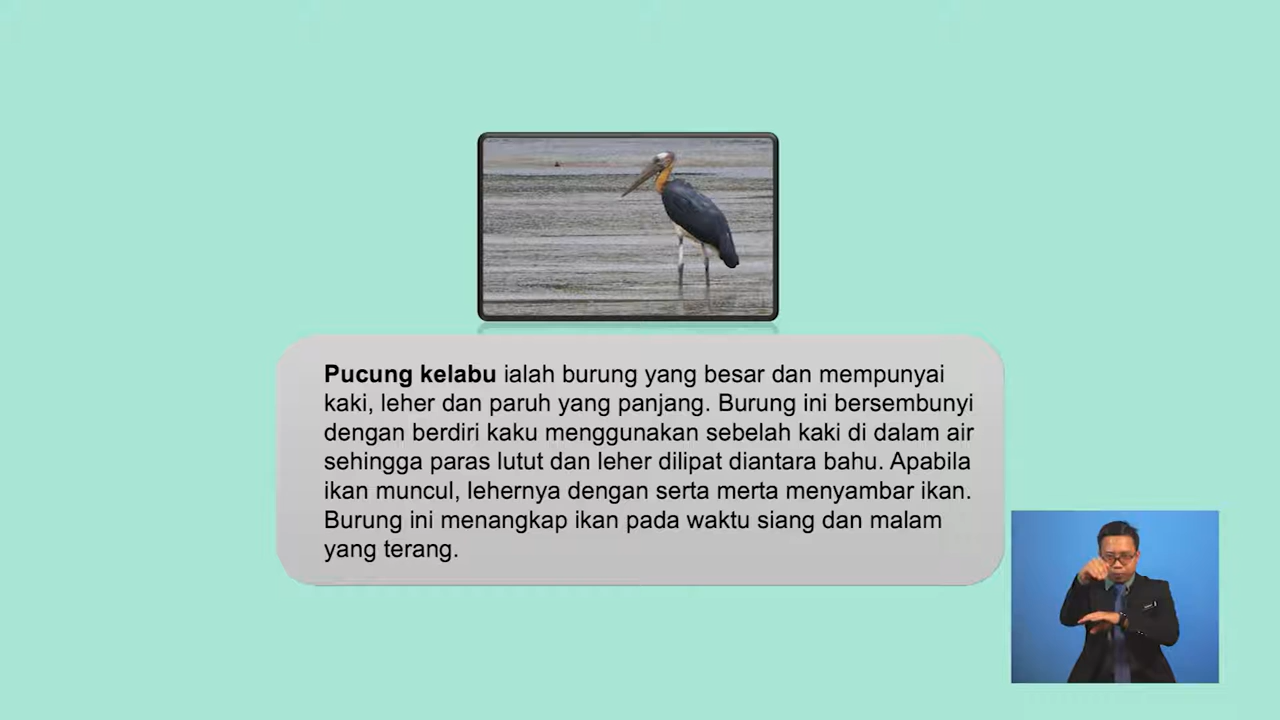 Pucung kelabu ialah burung yang besar dan mempunyai
kaki, leher dan paruh yang panjang. Burung ini bersembunyi
dengan berdiri kaku menggunakan sebelah kaki di dalam air
sehingga paras lutut dan leher dilipat diantara bahu. Apabila
ikan muncul, lehernya dengan serta merta menyambar ikan.
Burung ini menangkap ikan pada waktu siang dan malam
yang terang.